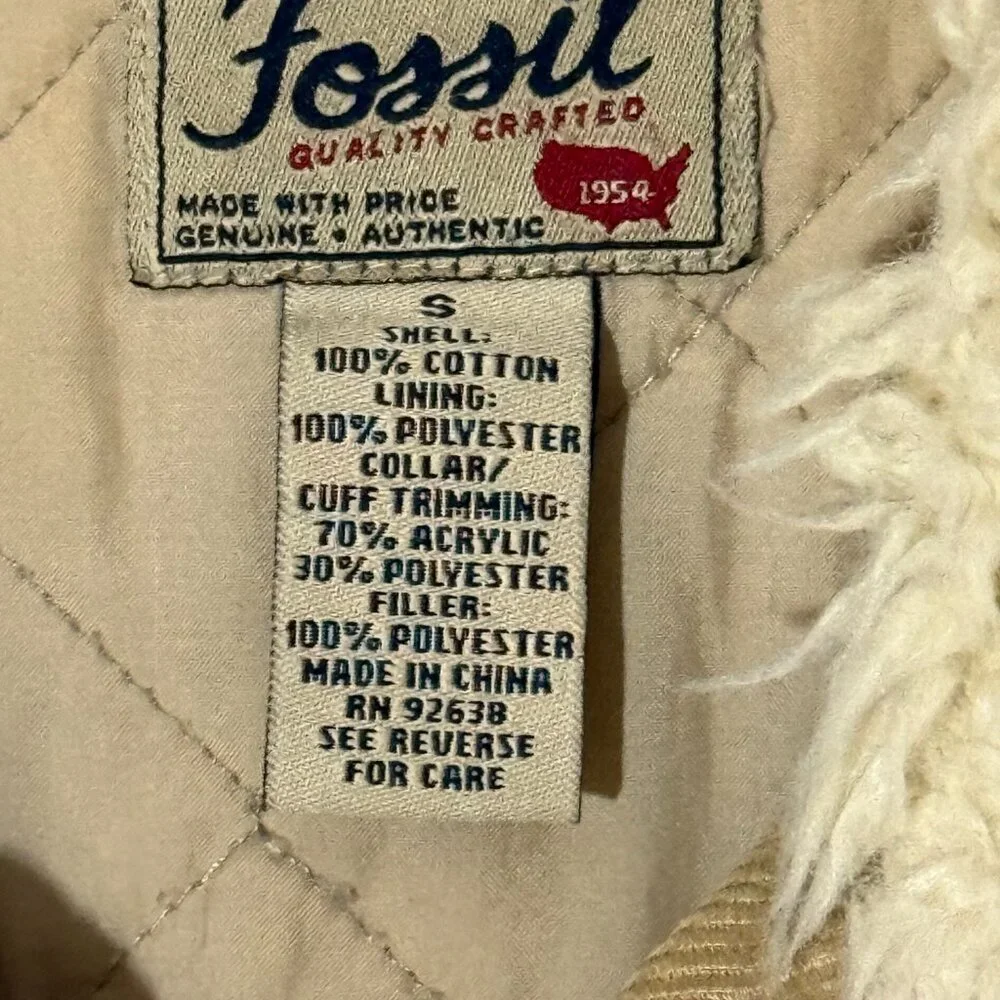 Fossil
QUALITY CRAFTED
1954
MADE WITH PRIDE
GENUINE • AUTHENTIC
S
SHELL:
100% COTTON
LINING:
100% POLYESTER
COLLAR/
CUFF TRIMMING:
70% ACRYLIC
30% POLYESTER
FILLER:
100% POLYESTER
MADE IN CHINA
RN 92638
SEE REVERSE
FOR CARE